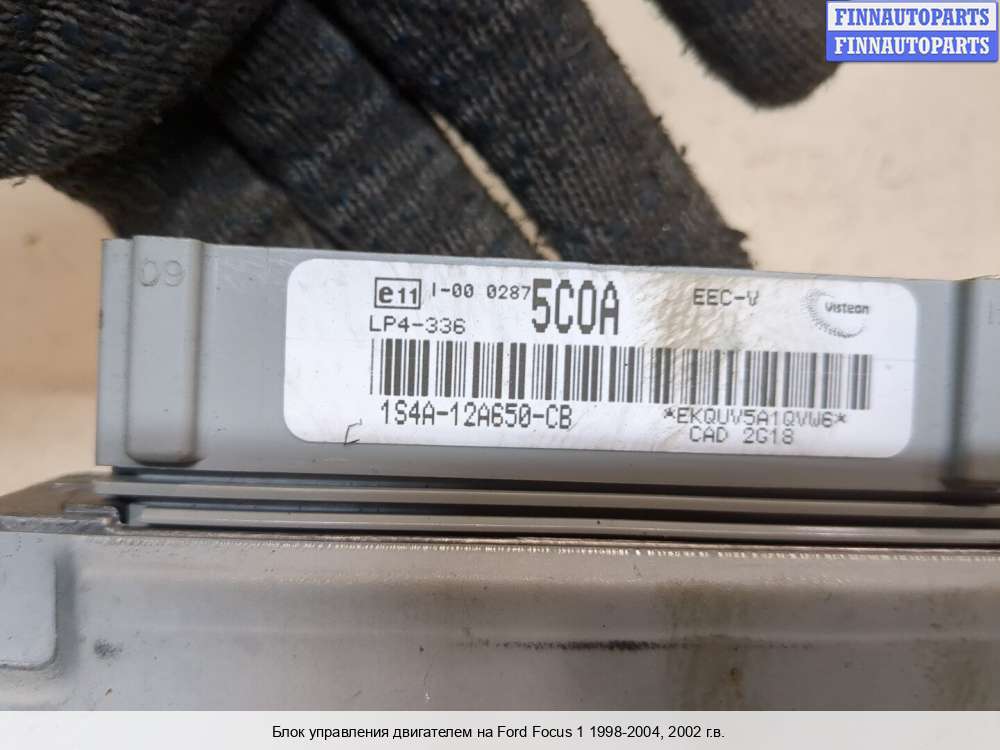 FINNAUTOPARTS
FINNAUTOPARTS
09
e11 I-00 0287 5C0A EEC-V Visteon
LP4-336
1S4A-12A650-CB *EKQUV5A1QVW6*
CAD 2G18
Блок управления двигателем на Ford Focus 1 1998-2004, 2002 г.в.